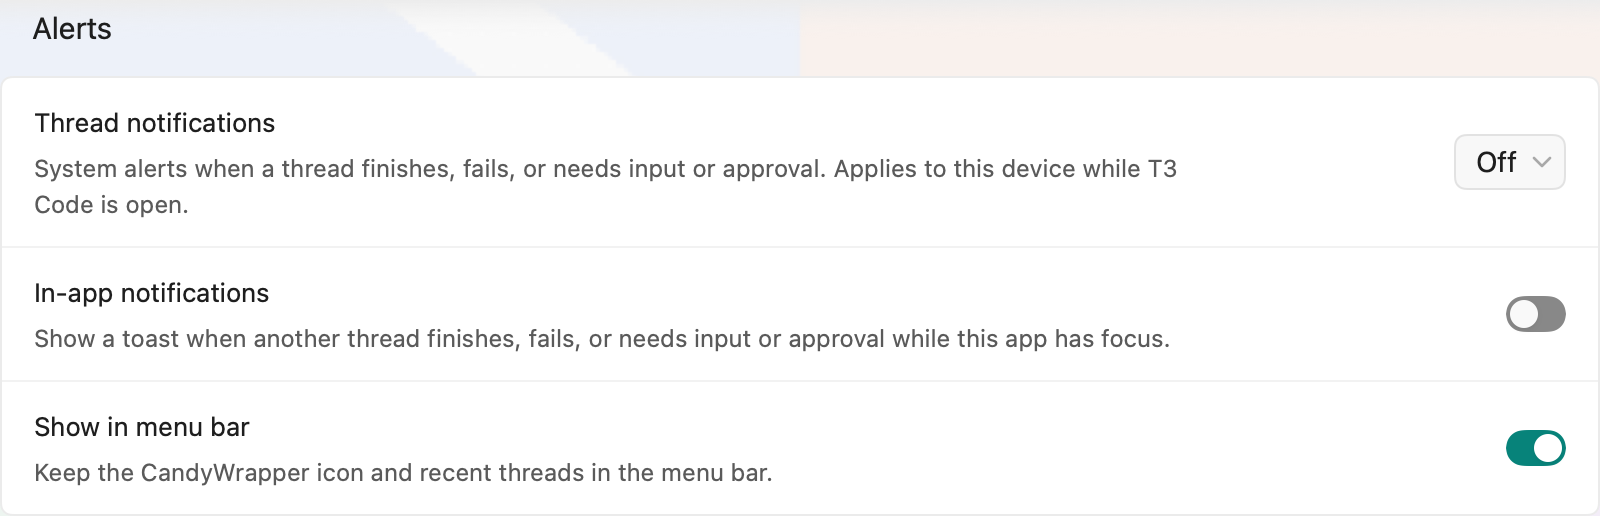 Alerts
Thread notifications
System alerts when a thread finishes, fails, or needs input or approval. Applies to this device while T3
Code is open.
Off
In-app notifications
Show a toast when another thread finishes, fails, or needs input or approval while this app has focus.
Show in menu bar
Keep the CandyWrapper icon and recent threads in the menu bar.